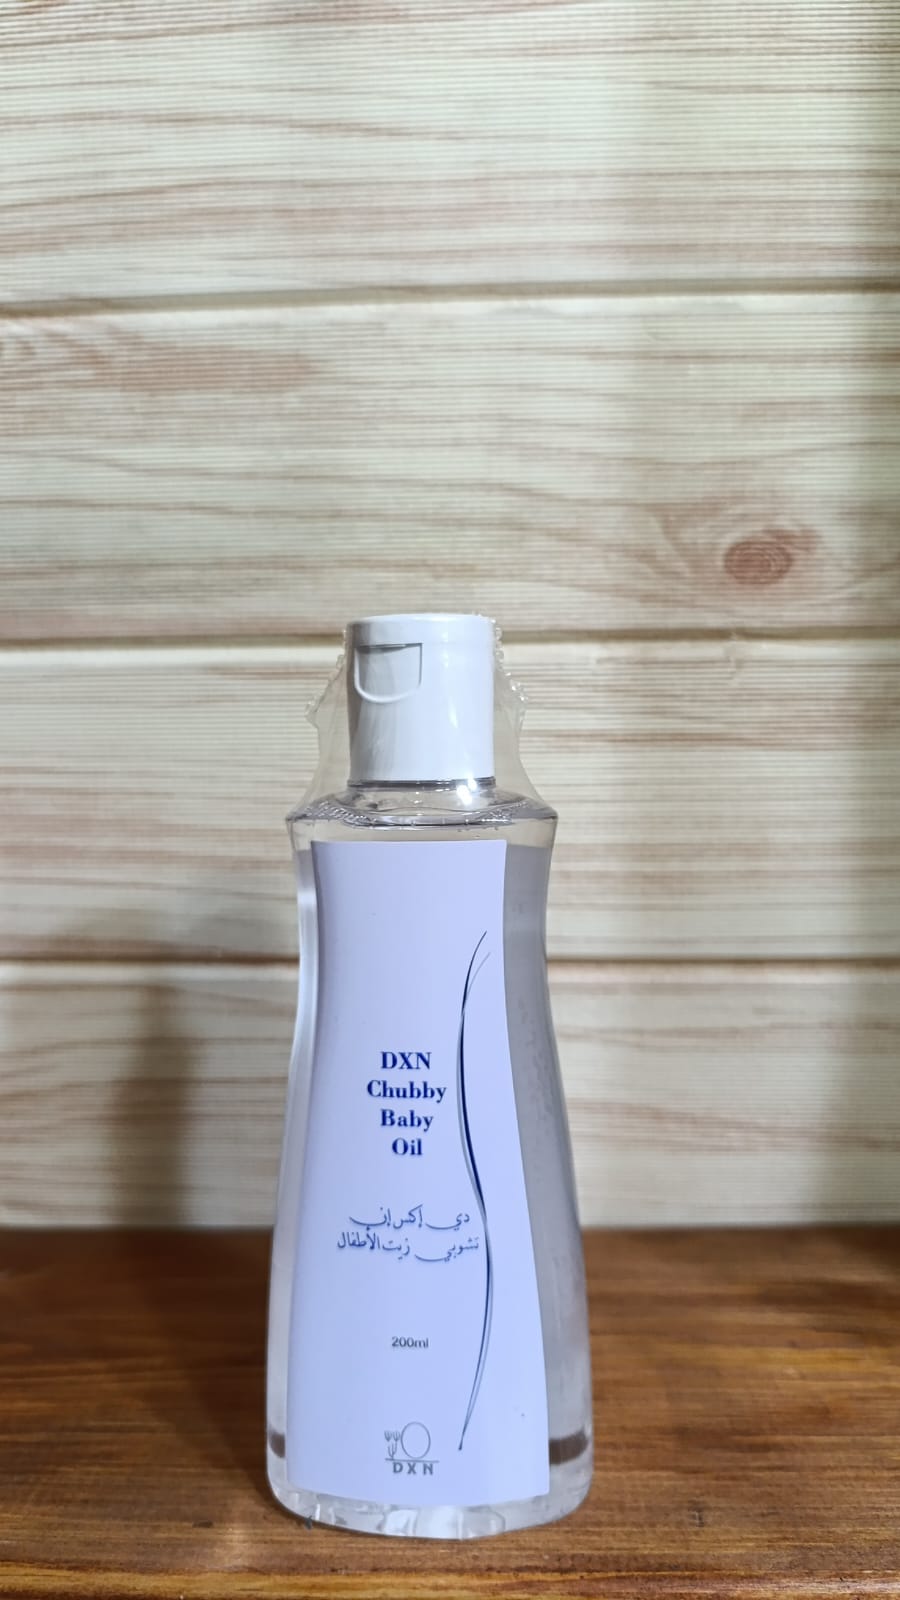 DXN
Chubby
Baby
Oil
دي إكس إن
تشوبي زيت الأطفال
200ml
DXN